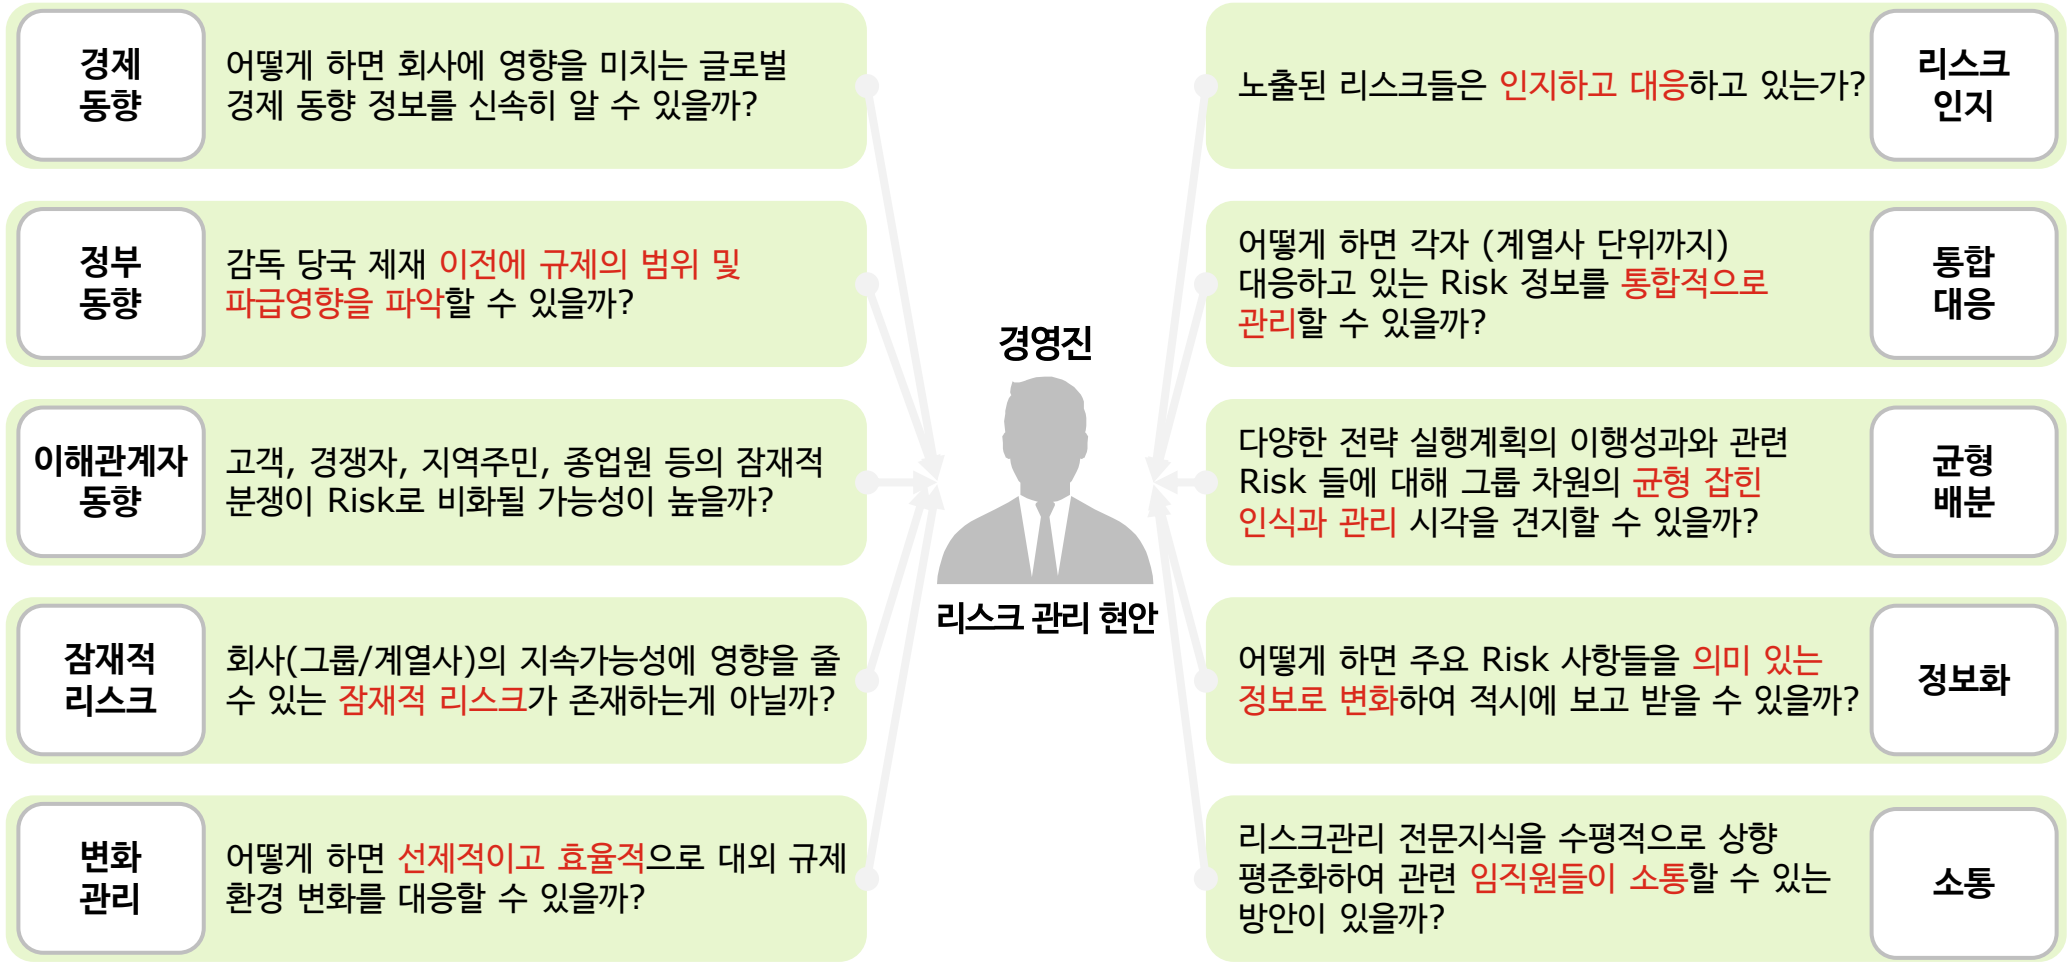 경제
동향
어떻게 하면 회사에 영향을 미치는 글로벌
경제 동향 정보를 신속히 알 수 있을까?
정부
동향
감독 당국 제재 이전에 규제의 범위 및
파급영향을 파악할 수 있을까?
이해관계자
동향
고객, 경쟁자, 지역주민, 종업원 등의 잠재적
분쟁이 Risk로 비화될 가능성이 높을까?
잠재적
리스크
회사(그룹/계열사)의 지속가능성에 영향을 줄
수 있는 잠재적 리스크가 존재하는게 아닐까?
변화
관리
어떻게 하면 선제적이고 효율적으로 대외 규제
환경 변화를 대응할 수 있을까?
경영진
리스크 관리 현안
노출된 리스크들은 인지하고 대응하고 있는가?
리스크
인지
어떻게 하면 각자 (계열사 단위까지)
대응하고 있는 Risk 정보를 통합적으로
관리할 수 있을까?
통합
대응
다양한 전략 실행계획의 이행성과와 관련
Risk 들에 대해 그룹 차원의 균형 잡힌
인식과 관리 시각을 견지할 수 있을까?
균형
배분
어떻게 하면 주요 Risk 사항들을 의미 있는
정보로 변화하여 적시에 보고 받을 수 있을까?
정보화
리스크관리 전문지식을 수평적으로 상향
평준화하여 관련 임직원들이 소통할 수 있는
방안이 있을까?
소통